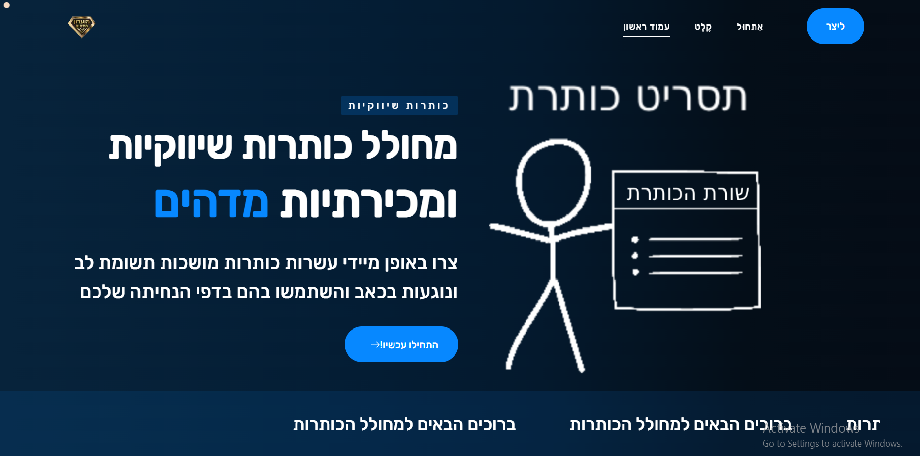 ליצר
אתחול
קֶלֶט
עמוד ראשון
תסריט כותרת
כותרות שיווקיות
מחולל כותרות שיווקיות
ומכירתיות מדהים
שורת הכותרת
צרו באופן מיידי עשרות כותרות מושכות תשומת לב
ונוגעות בכאב והשתמשו בהם בדפי הנחיתה שלכם
התחילו עכשיו!
תרות
ברוכים הבאים למחולל הכותרות
ברוכים הבאים למחולל הכותרות
Activate Windows
Go to Settings to activate Windows.